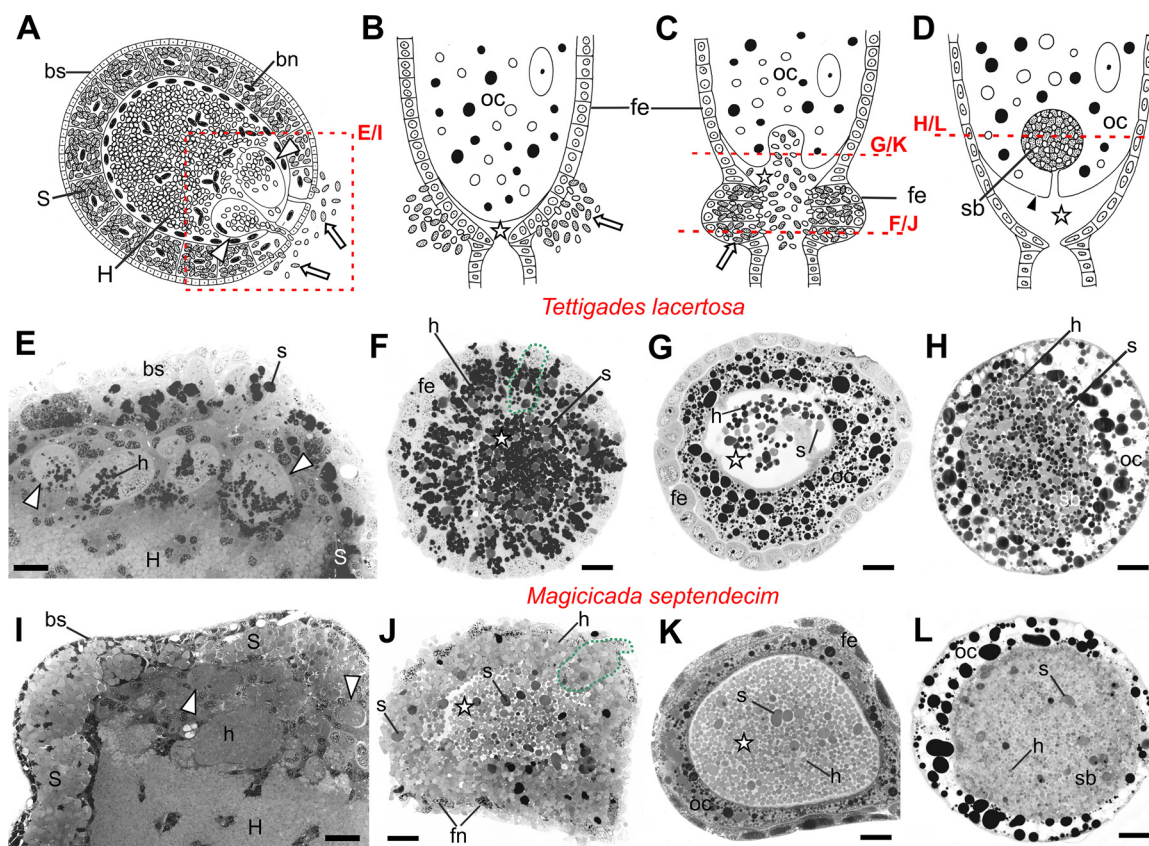 A
bs
bn
E/I
S
H
B
oc
fe
C
oc
G/K
fe
F/J
D
H/L
oc
sb
Tettigades lacertosa
E
bs
s
h
H
S
F
h
fe
s
G
h
s
fe
oc
H
h
s
oc
sb
Magicicada septendecim
I
bs
S
h
S
H
J
h
s
s
fn
K
fe
s
h
oc
L
oc
s
h
sb